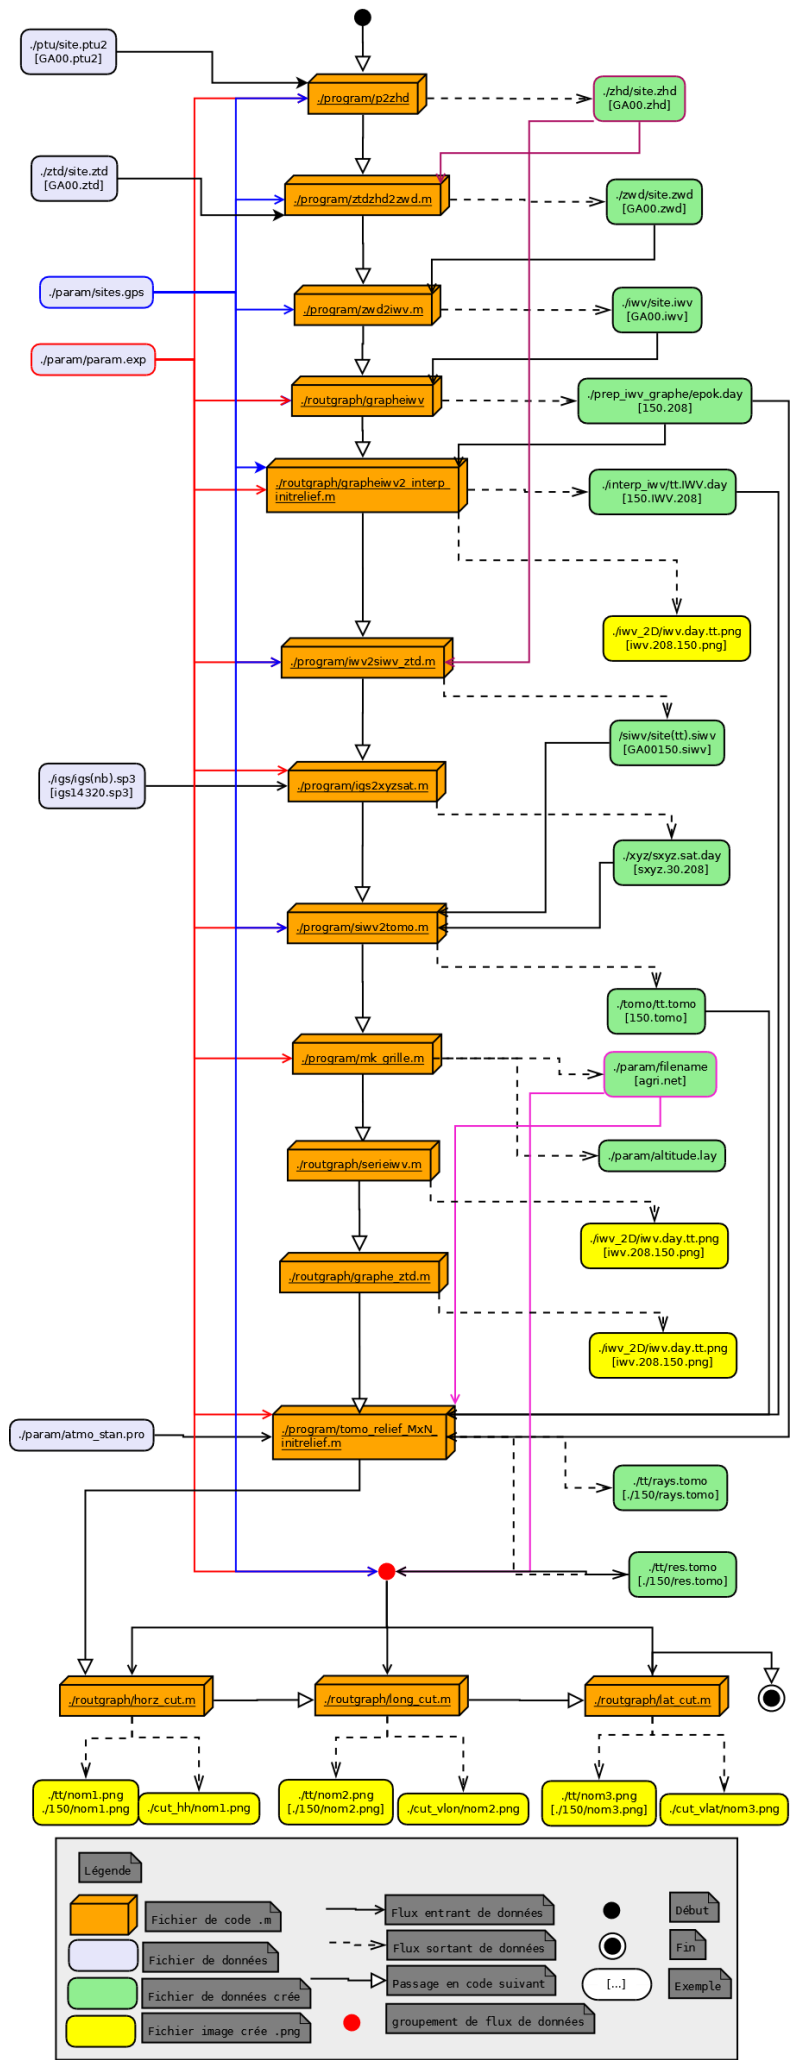 ./ptu/site.ptu2
[GA00.ptu2]
./program/p2zhd
./zhd/site.zhd
[GA00.zhd]
./ztd/site.ztd
[GA00.ztd]
./program/ztdzhd2zwd.m
./zwd/site.zwd
[GA00.zwd]
./param/sites.gps
./program/zwd2iwv.m
./iwv/site.iwv
[GA00.iwv]
./param/param.exp
./routgraph/grapheiwv
./prep_iwv_graphe/epok.day
[150.208]
./routgraph/grapheiwv2_interp_
initrelief.m
./interp_iwv/tt.IWV.day
[150.IWV.208]
./iwv_2D/iwv.day.tt.png
[iwv.208.150.png]
./program/iwv2siwv_ztd.m
/siwv/site(tt).siwv
[GA00150.siwv]
./igs/igs(nb).sp3
[igs14320.sp3]
./program/igs2xyzsat.m
./xyz/sxyz.sat.day
[sxyz.30.208]
./program/siwv2tomo.m
./tomo/tt.tomo
[150.tomo]
./program/mk_grille.m
./param/filename
[agri.net]
./routgraph/serieiwv.m
./param/altitude.lay
./iwv_2D/iwv.day.tt.png
[iwv.208.150.png]
./routgraph/graphe_ztd.m
./iwv_2D/iwv.day.tt.png
[iwv.208.150.png]
./param/atmo_stan.pro
./program/tomo_relief_MxN_
initrelief.m
./tt/rays.tomo
[./150/rays.tomo]
./tt/res.tomo
[./150/res.tomo]
./routgraph/horz_cut.m
./routgraph/long_cut.m
./routgraph/lat_cut.m
./tt/nom1.png
./150/nom1.png
./cut_hh/nom1.png
./tt/nom2.png
[./150/nom2.png]
./cut_vlon/nom2.png
./tt/nom3.png
[./150/nom3.png]
./cut_vlat/nom3.png
Légende
Fichier de code .m
Flux entrant de données
Début
Fichier de données
Flux sortant de données
Fin
Fichier de données crée
Passage en code suivant
[...]
Exemple
Fichier image crée .png
groupement de flux de données